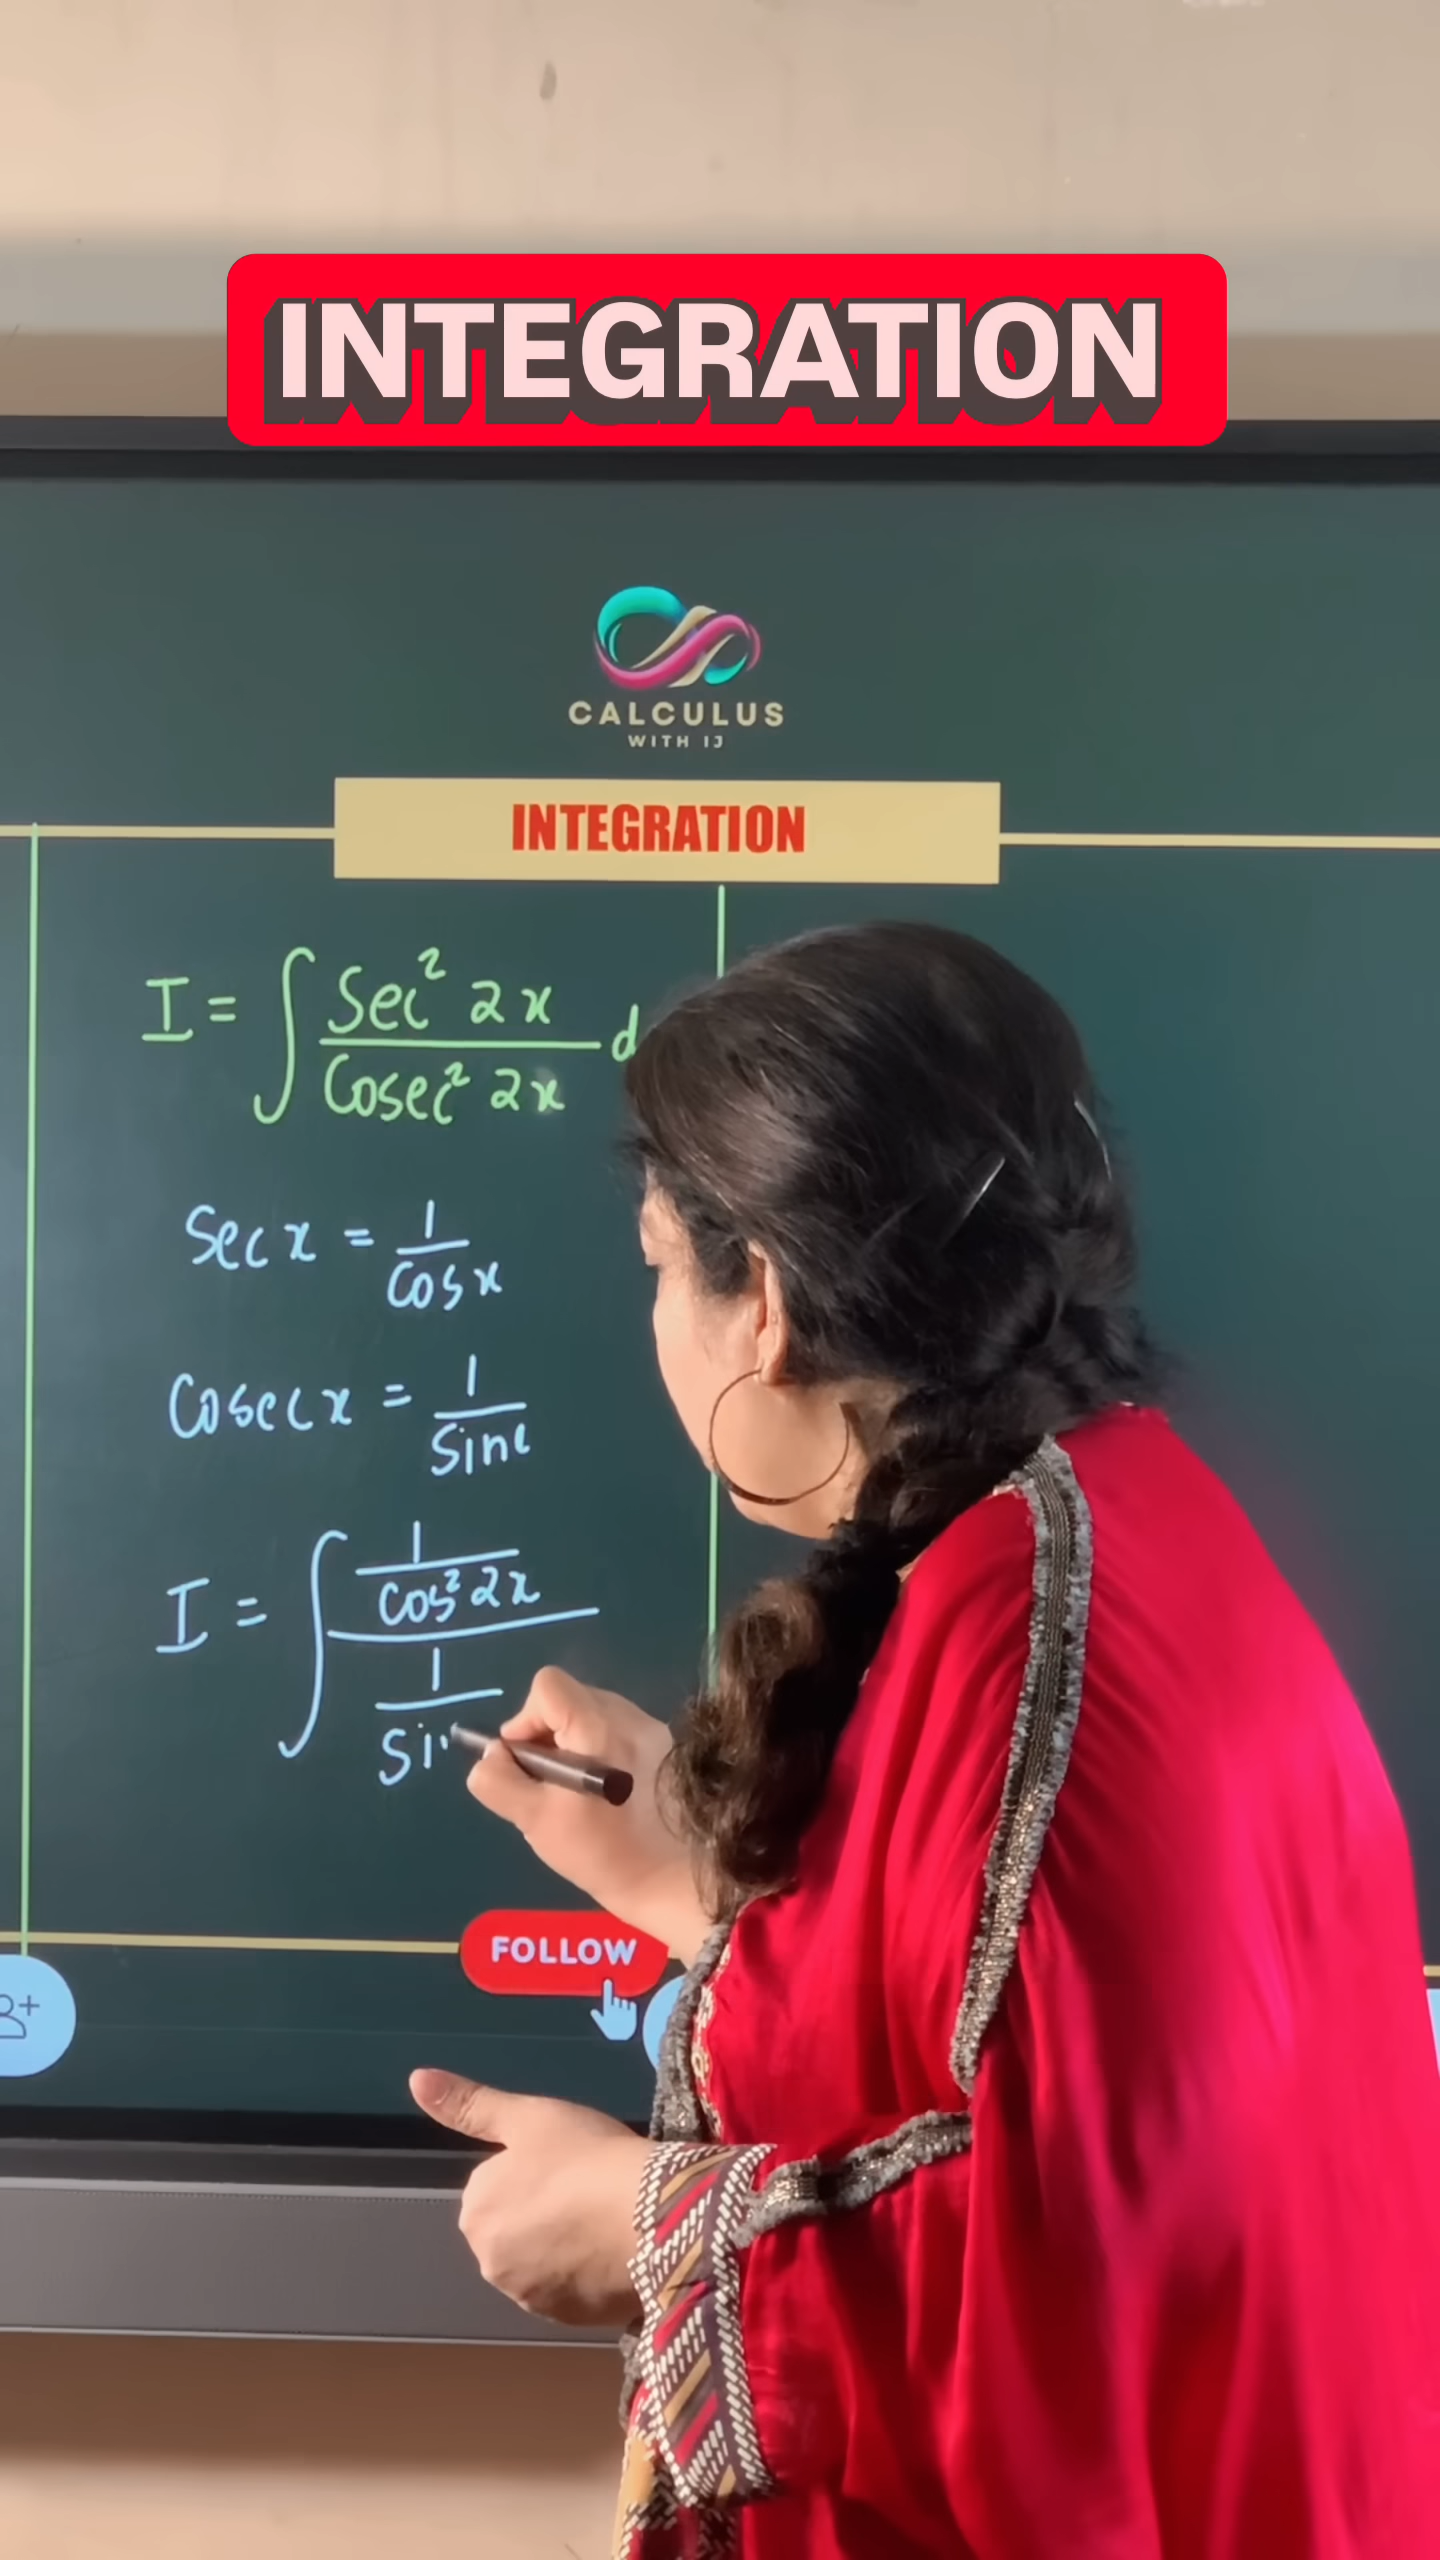 INTEGRATION
CALCULUS
WITH IJ
INTEGRATION
I = ∫ Sec² 2x / Cosec² 2x d
Sec x = 1 / Cos x
Cosec x = 1 / Sin
I = ∫ 1 / Cos² 2x / 1 / Sin
FOLLOW